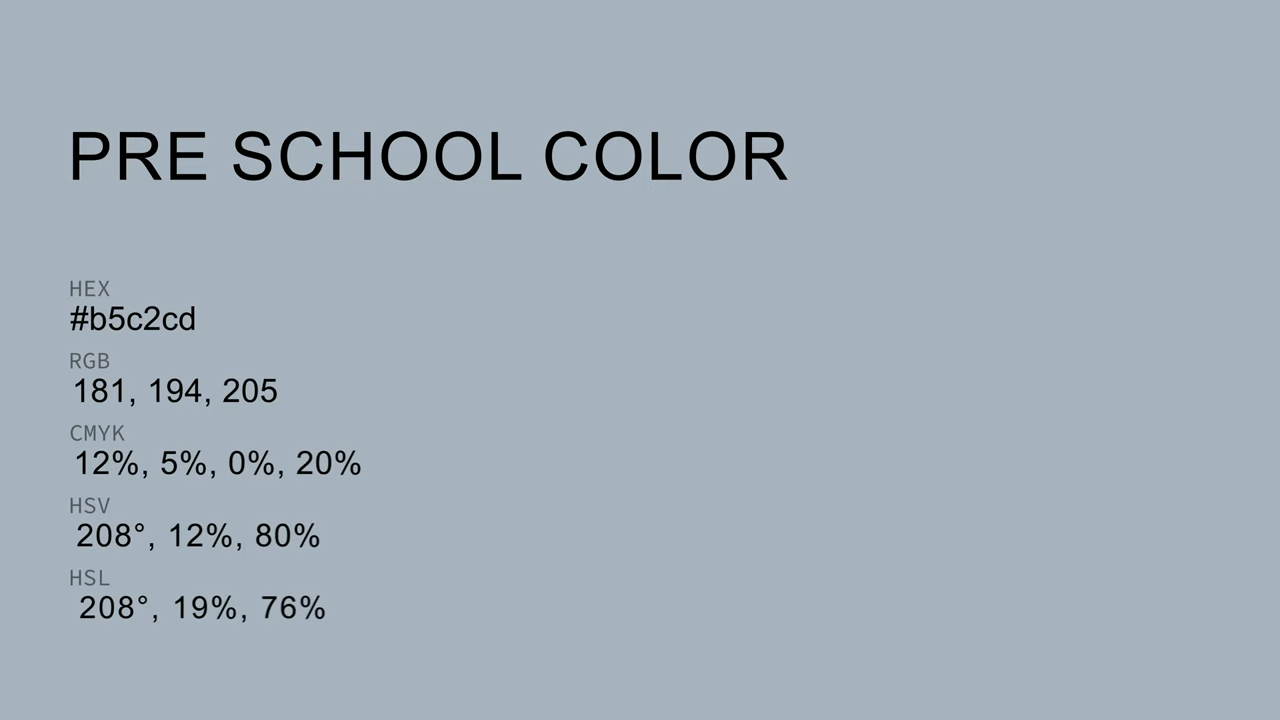 PRE SCHOOL COLOR
HEX
#b5c2cd
RGB
181, 194, 205
CMYK
12%, 5%, 0%, 20%
HSV
208°, 12%, 80%
HSL
208°, 19%, 76%